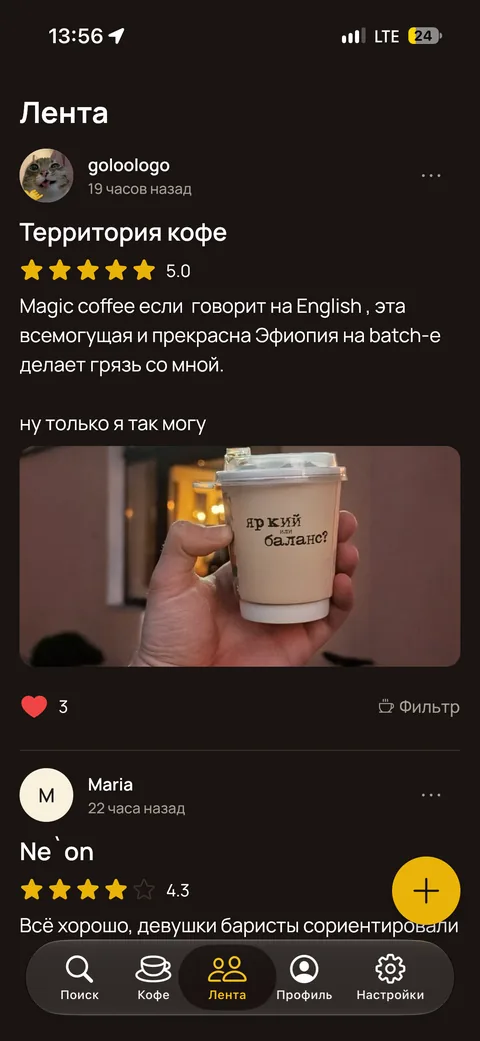 13:56
LTE 24
Лента
goloologo
19 часов назад
Территория кофе
5.0
Magic coffee если говорит на English , эта
всемогущая и прекрасна Эфиопия на batch-е
делает грязь со мной.
ну только я так могу
яркий
или
баланс?
3
Фильтр
M
Maria
22 часа назад
Ne`on
4.3
Всё хорошо, девушки баристы сориентировали
Поиск
Кофе
Лента
Профиль
Настройки